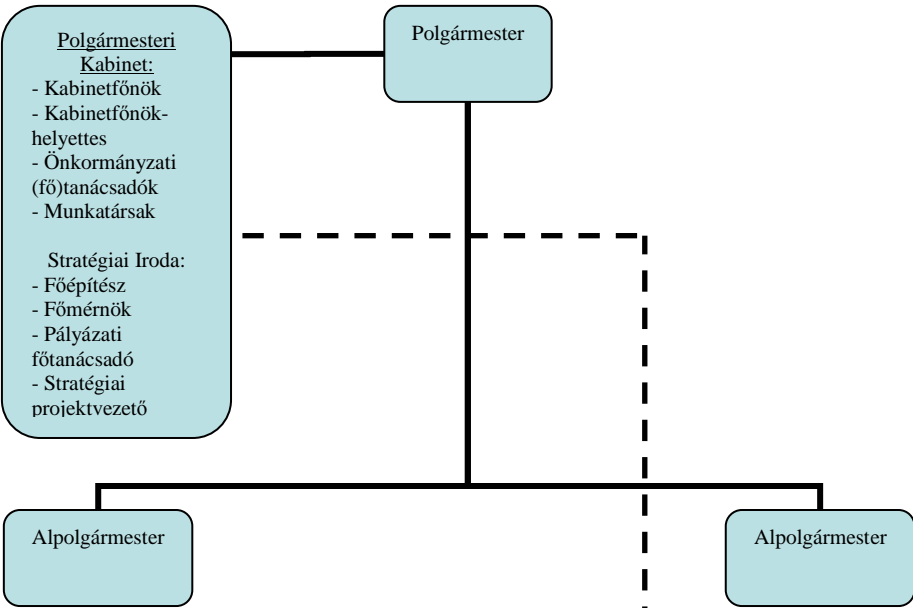 Polgármesteri
Kabinet:
- Kabinetfőnök
- Kabinetfőnök-
helyettes
- Önkormányzati
(fő)tanácsadók
- Munkatársak
Stratégiai Iroda:
- Főépítész
- Főmérnök
- Pályázati
főtanácsadó
- Stratégiai
projektvezető
Polgármester
Alpolgármester
Alpolgármester